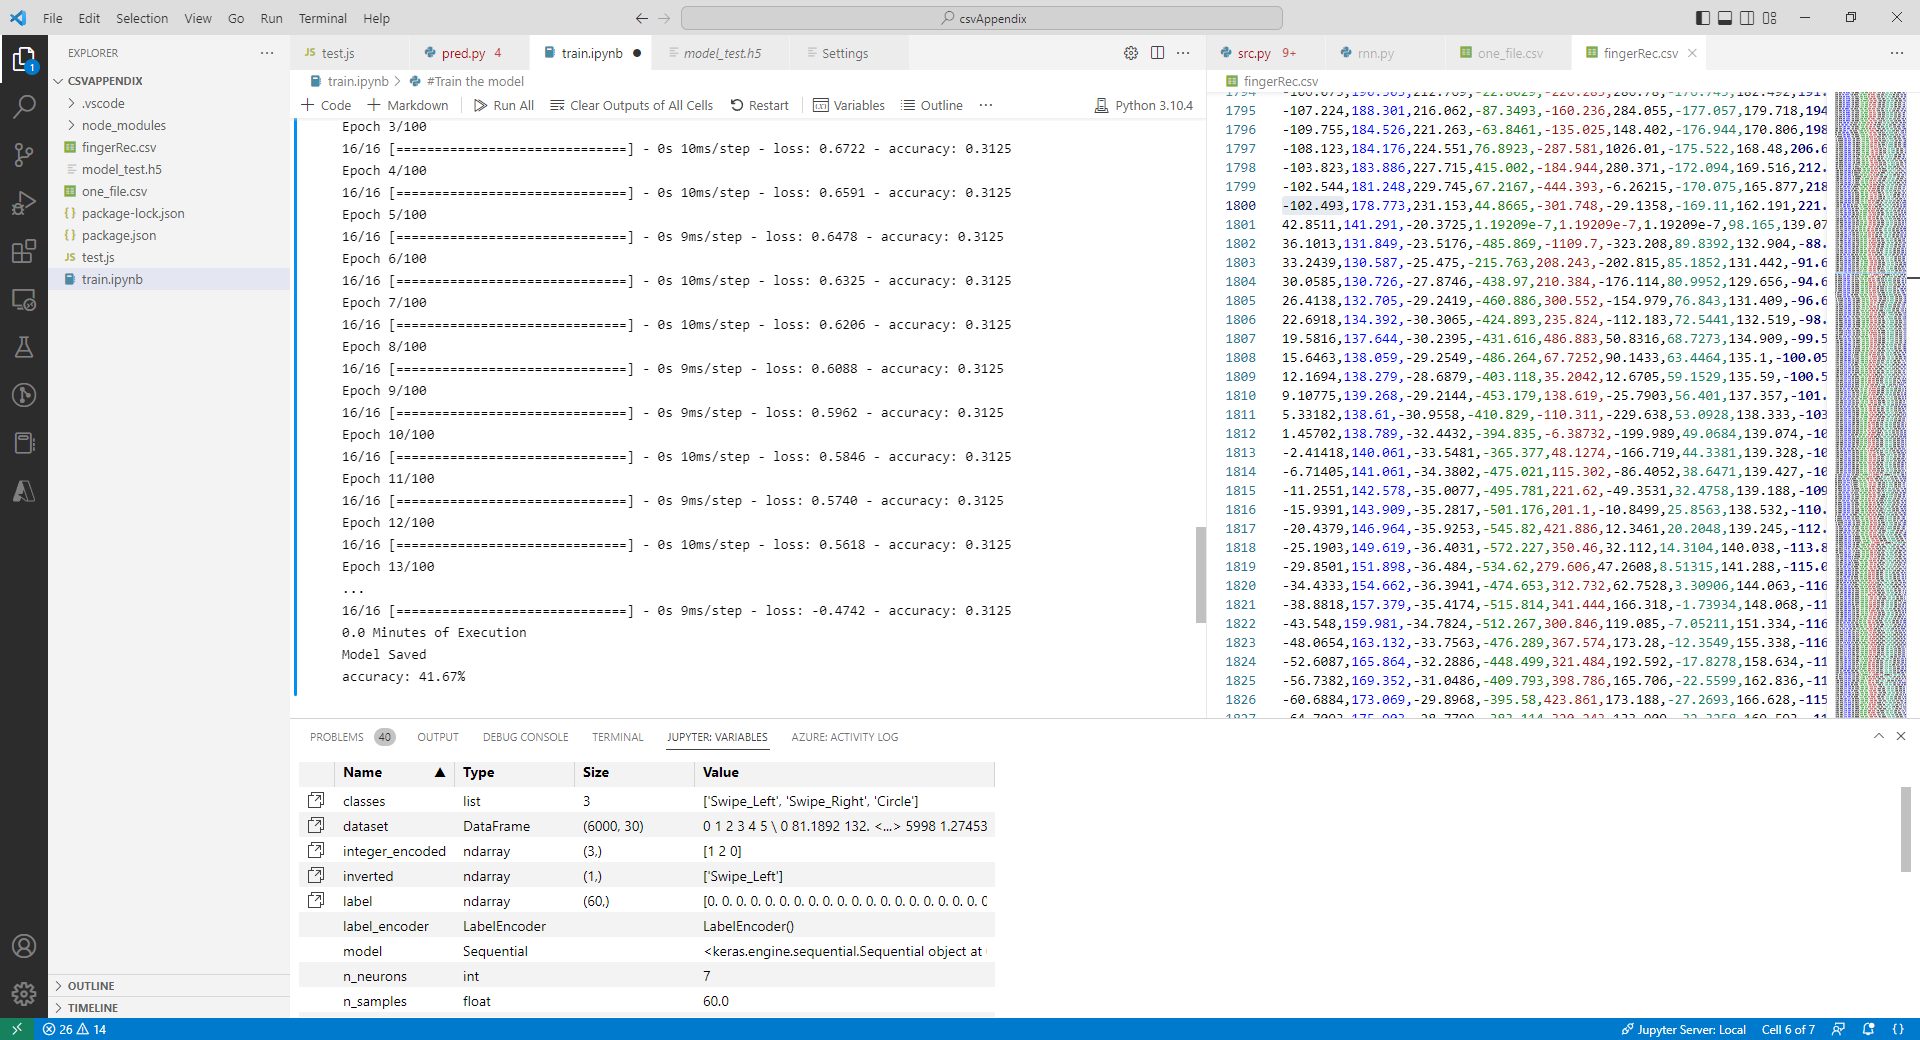 File Edit Selection View Go Run Terminal Help
csvAppendix
EXPLORER
CSVAPPENDIX
.vscode
node_modules
fingerRec.csv
model_test.h5
one_file.csv
package-lock.json
package.json
test.js
train.ipynb
OUTLINE
TIMELINE
test.js pred.py 4 train.ipynb model_test.h5 Settings
train.ipynb > #Train the model
Code Markdown Run All Clear Outputs of All Cells Restart Variables Outline Python 3.10.4
Epoch 3/100
16/16 [==============================] - 0s 10ms/step - loss: 0.6722 - accuracy: 0.3125
Epoch 4/100
16/16 [==============================] - 0s 10ms/step - loss: 0.6591 - accuracy: 0.3125
Epoch 5/100
16/16 [==============================] - 0s 9ms/step - loss: 0.6478 - accuracy: 0.3125
Epoch 6/100
16/16 [==============================] - 0s 10ms/step - loss: 0.6325 - accuracy: 0.3125
Epoch 7/100
16/16 [==============================] - 0s 10ms/step - loss: 0.6206 - accuracy: 0.3125
Epoch 8/100
16/16 [==============================] - 0s 9ms/step - loss: 0.6088 - accuracy: 0.3125
Epoch 9/100
16/16 [==============================] - 0s 9ms/step - loss: 0.5962 - accuracy: 0.3125
Epoch 10/100
16/16 [==============================] - 0s 10ms/step - loss: 0.5846 - accuracy: 0.3125
Epoch 11/100
16/16 [==============================] - 0s 9ms/step - loss: 0.5740 - accuracy: 0.3125
Epoch 12/100
16/16 [==============================] - 0s 10ms/step - loss: 0.5618 - accuracy: 0.3125
Epoch 13/100
...
16/16 [==============================] - 0s 9ms/step - loss: -0.4742 - accuracy: 0.3125
0.0 Minutes of Execution
Model Saved
accuracy: 41.67%
src.py 9+ rnn.py one_file.csv fingerRec.csv
fingerRec.csv
1795 -107.224,188.301,216.062,-87.3493,-160.236,284.055,-177.057,179.718,194
1796 -109.755,184.526,221.263,-63.8461,-135.025,148.402,-176.944,170.806,198
1797 -108.123,184.176,224.551,76.8923,-287.581,1026.01,-175.522,168.48,206.6
1798 -103.823,183.886,227.715,415.002,-184.944,280.371,-172.094,169.516,212.
1799 -102.544,181.248,229.745,67.2167,-444.393,-6.26215,-170.075,165.877,218
1800 -102.493,178.773,231.153,44.8665,-301.748,-29.1358,-169.11,162.191,221.
1801 42.8511,141.291,-20.3725,1.19209e-7,1.19209e-7,1.19209e-7,98.165,139.07
1802 36.1013,131.849,-23.5176,-485.869,-1109.7,-323.208,89.8392,132.904,-88.
1803 33.2439,130.587,-25.475,-215.763,208.243,-202.815,85.1852,131.442,-91.6
1804 30.0585,130.726,-27.8746,-438.97,210.384,-176.114,80.9952,129.656,-94.6
1805 26.4138,132.705,-29.2419,-460.886,300.552,-154.979,76.843,131.409,-96.6
1806 22.6918,134.392,-30.3065,-424.893,235.824,-112.183,72.5441,132.519,-98.
1807 19.5816,137.644,-30.2395,-431.616,486.883,50.8316,68.7273,134.909,-99.5
1808 15.6463,138.059,-29.2549,-486.264,67.7252,90.1433,63.4464,135.1,-100.05
1809 12.1694,138.279,-28.6879,-403.118,35.2042,12.6705,59.1529,135.59,-100.5
1810 9.10775,139.268,-29.2144,-453.179,138.619,-25.7903,56.401,137.357,-101.
1811 5.33182,138.61,-30.9558,-410.829,-110.311,-229.638,53.0928,138.333,-103
1812 1.45702,138.789,-32.4432,-394.835,-6.38732,-199.989,49.0684,139.074,-10
1813 -2.41418,140.061,-33.5481,-365.377,48.1274,-166.719,44.3381,139.328,-10
1814 -6.71405,141.061,-34.3802,-475.021,115.302,-86.4052,38.6471,139.427,-10
1815 -11.2551,142.578,-35.0077,-495.781,221.62,-49.3531,32.4758,139.188,-109
1816 -15.9391,143.909,-35.2817,-501.176,201.1,-10.8499,25.8563,138.532,-110.
1817 -20.4379,146.964,-35.9253,-545.82,421.886,12.3461,20.2048,139.245,-112.
1818 -25.1903,149.619,-36.4031,-572.227,350.46,32.112,14.3104,140.038,-113.8
1819 -29.8501,151.898,-36.484,-534.62,279.606,47.2608,8.51315,141.288,-115.0
1820 -34.4333,154.662,-36.3941,-474.653,312.732,62.7528,3.30906,144.063,-116
1821 -38.8818,157.379,-35.4174,-515.814,341.444,166.318,-1.73934,148.068,-11
1822 -43.548,159.981,-34.7824,-512.267,300.846,119.085,-7.05211,151.334,-116
1823 -48.0654,163.132,-33.7563,-476.289,367.574,173.28,-12.3549,155.338,-116
1824 -52.6087,165.864,-32.2886,-448.499,321.484,192.592,-17.8278,158.634,-11
1825 -56.7382,169.352,-31.0486,-409.793,398.786,165.706,-22.5599,162.836,-11
1826 -60.6884,173.069,-29.8968,-395.58,423.861,173.188,-27.2693,166.628,-115
PROBLEMS 40 OUTPUT DEBUG CONSOLE TERMINAL JUPYTER: VARIABLES AZURE: ACTIVITY LOG
Name Type Size Value
classes list 3 ['Swipe_Left', 'Swipe_Right', 'Circle']
dataset DataFrame (6000, 30) 0 1 2 3 4 5 \ 0 81.1892 132. <...> 5998 1.27453
integer_encoded ndarray (3,) [1 2 0]
inverted ndarray (1,) ['Swipe_Left']
label ndarray (60,) [0. 0. 0. 0. 0. 0. 0. 0. 0. 0. 0. 0. 0. 0. 0. 0. 0. 0. 0. 0
label_encoder LabelEncoder LabelEncoder()
model Sequential <keras.engine.sequential.Sequential object at
n_neurons int 7
n_samples float 60.0
26 14 Jupyter Server: Local Cell 6 of 7